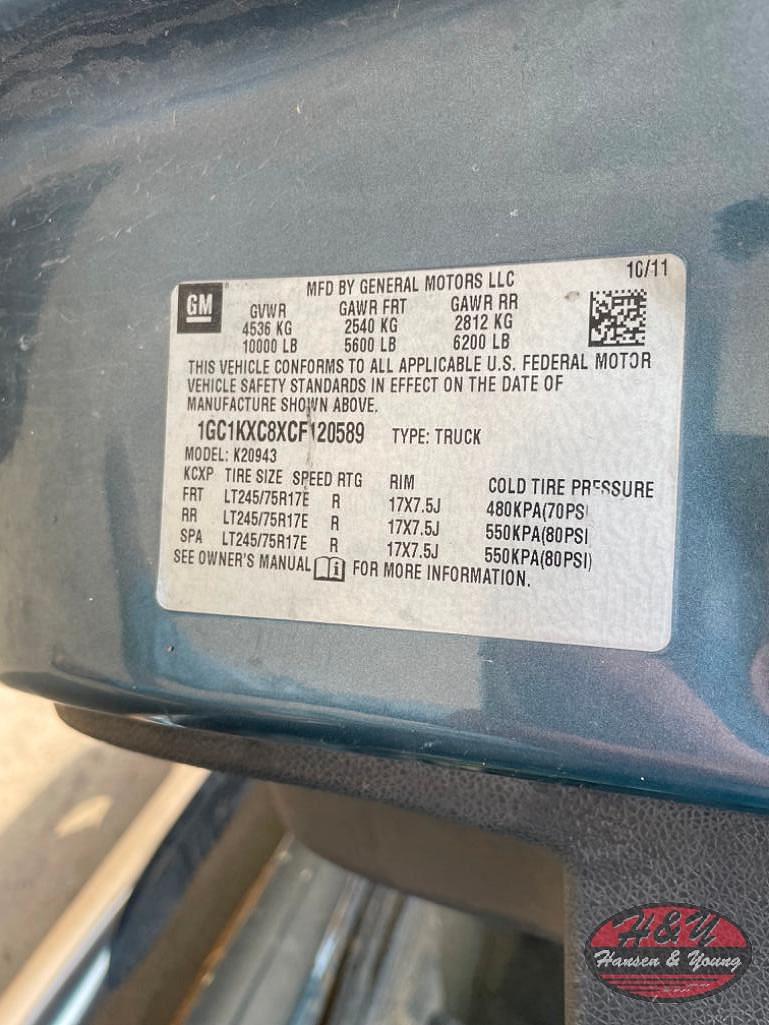 GM
MFD BY GENERAL MOTORS LLC 10/11
GVWR GAWR FRT GAWR RR
4536 KG 2540 KG 2812 KG
10000 LB 5600 LB 6200 LB
THIS VEHICLE CONFORMS TO ALL APPLICABLE U.S. FEDERAL MOTOR
VEHICLE SAFETY STANDARDS IN EFFECT ON THE DATE OF
MANUFACTURE SHOWN ABOVE.
1GC1KXC8XCF120589 TYPE: TRUCK
MODEL: K20943
KCXP TIRE SIZE SPEED RTG RIM COLD TIRE PRESSURE
FRT LT245/75R17E R 17X7.5J 480KPA(70PSI
RR LT245/75R17E R 17X7.5J 550KPA(80PSI
SPA LT245/75R17E R 17X7.5J 550KPA(80PSI)
SEE OWNER'S MANUAL FOR MORE INFORMATION.
H&Y
Hansen & Young